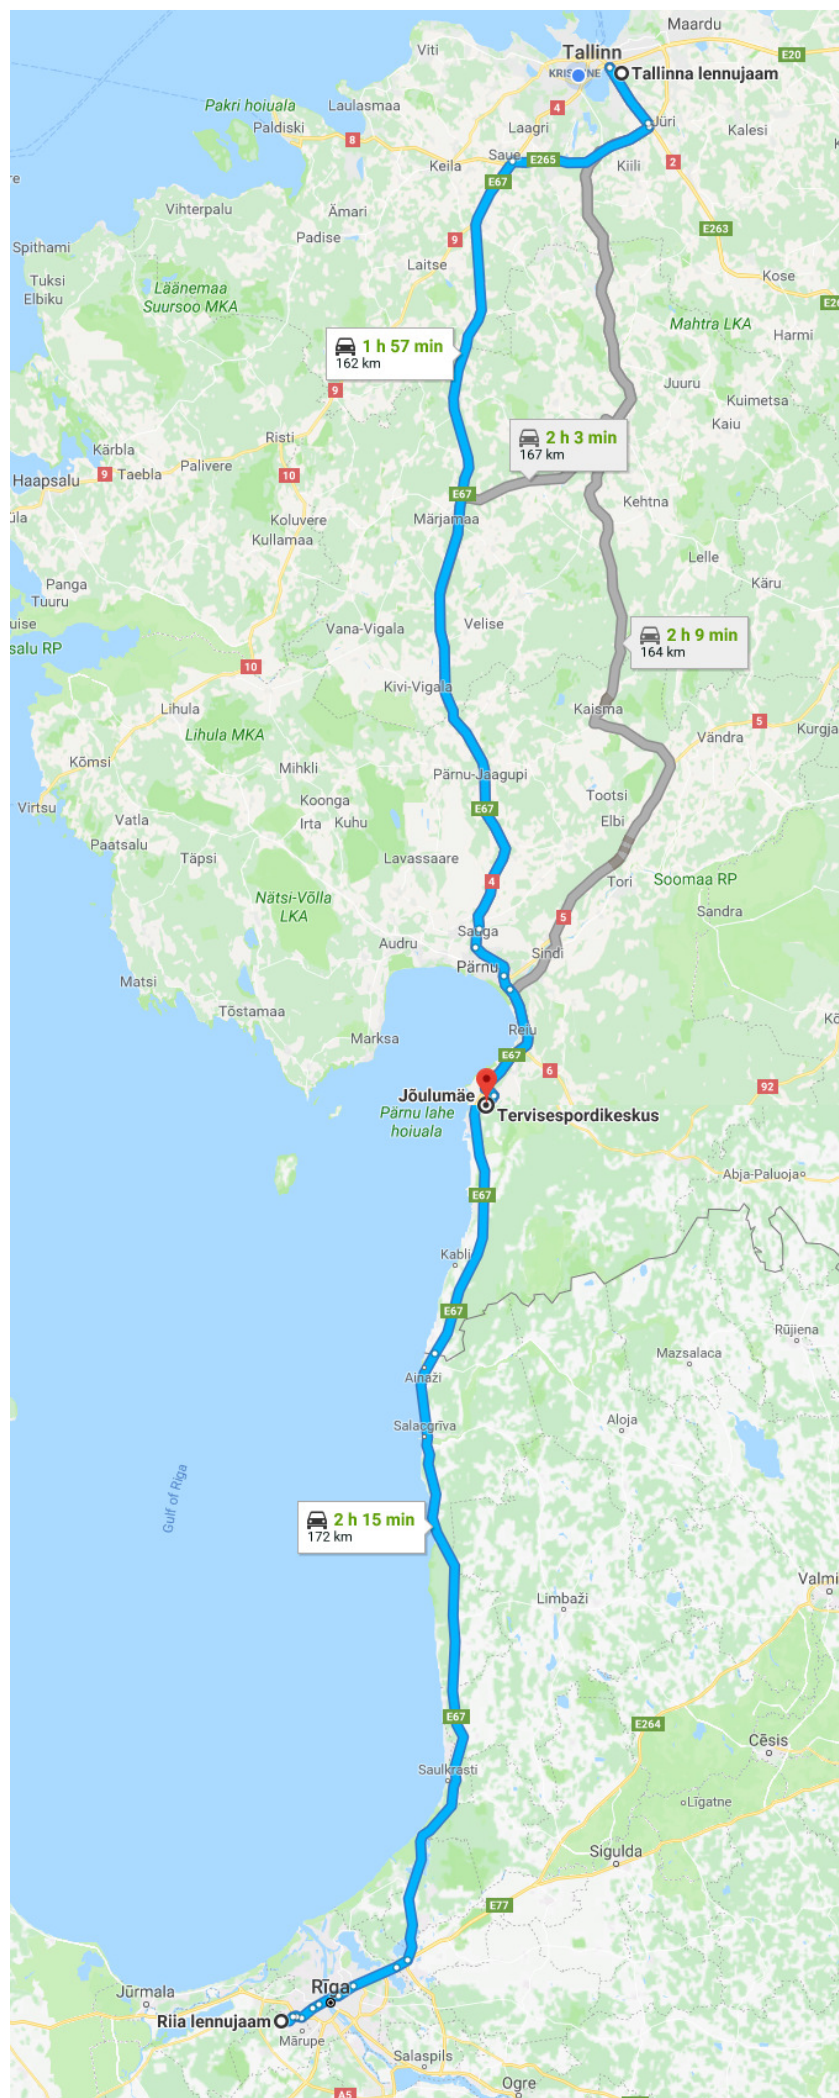 Maardu
Viti
Tallinn
E20
KRISTINE
Tallinna lennujaam
Pakri hoiuala
Laulasmaa
4
Paldiski
Laagri
Jüri
Kalesi
8
Keila
Saue
E265
Kiili
2
E67
Vihterpalu
Ämari
E263
Padise
9
Spithami
Laitse
Kose
Tuksi
Läänemaa
Suursoo MKA
Elbiku
Mahtra LKA
Harmi
1 h 57 min
162 km
Juuru
9
Kuimetsa
Kaiu
2 h 3 min
167 km
Risti
Kärbla
Palivere
Haapsalu
9
Taebla
10
E67
Kehtna
Koluvere
Märjamaa
Kullamaa
Lelle
Panga
Käru
Tuuru
Velise
Vana-Vigala
2 h 9 min
164 km
salu RP
10
Kivi-Vigala
Lihula
Kaisma
5
Kurgja
Lihula MKA
Vändra
Kõmsi
Mihkli
Pärnu-Jaagupi
Koonga
Tootsi
Virtsu
E67
Vatla
Irta
Kuhu
Elbi
Paatsalu
Täpsi
Lavassaare
4
Tori
Soomaa RP
Nätsi-Võlla
LKA
5
Sandra
Sauga
Audru
Sindi
Pärnu
Matsi
Tõstamaa
Marksa
Reiu
E67
6
92
Jõulumäe
Tervisespordikeskus
Pärnu lahe
hoiuala
Abja-Paluoja
E67
Kabli
E67
Rūjiena
Mazsalaca
Ainaži
Salacgrīva
Aloja
Gulf of Riga
2 h 15 min
172 km
Valmi
Limbaži
E67
E264
Cēsis
Saulkrasti
Līgatne
Sigulda
E77
Jūrmala
Rīga
Riia lennujaam
Mārupe
Salaspils
Ogre
A5